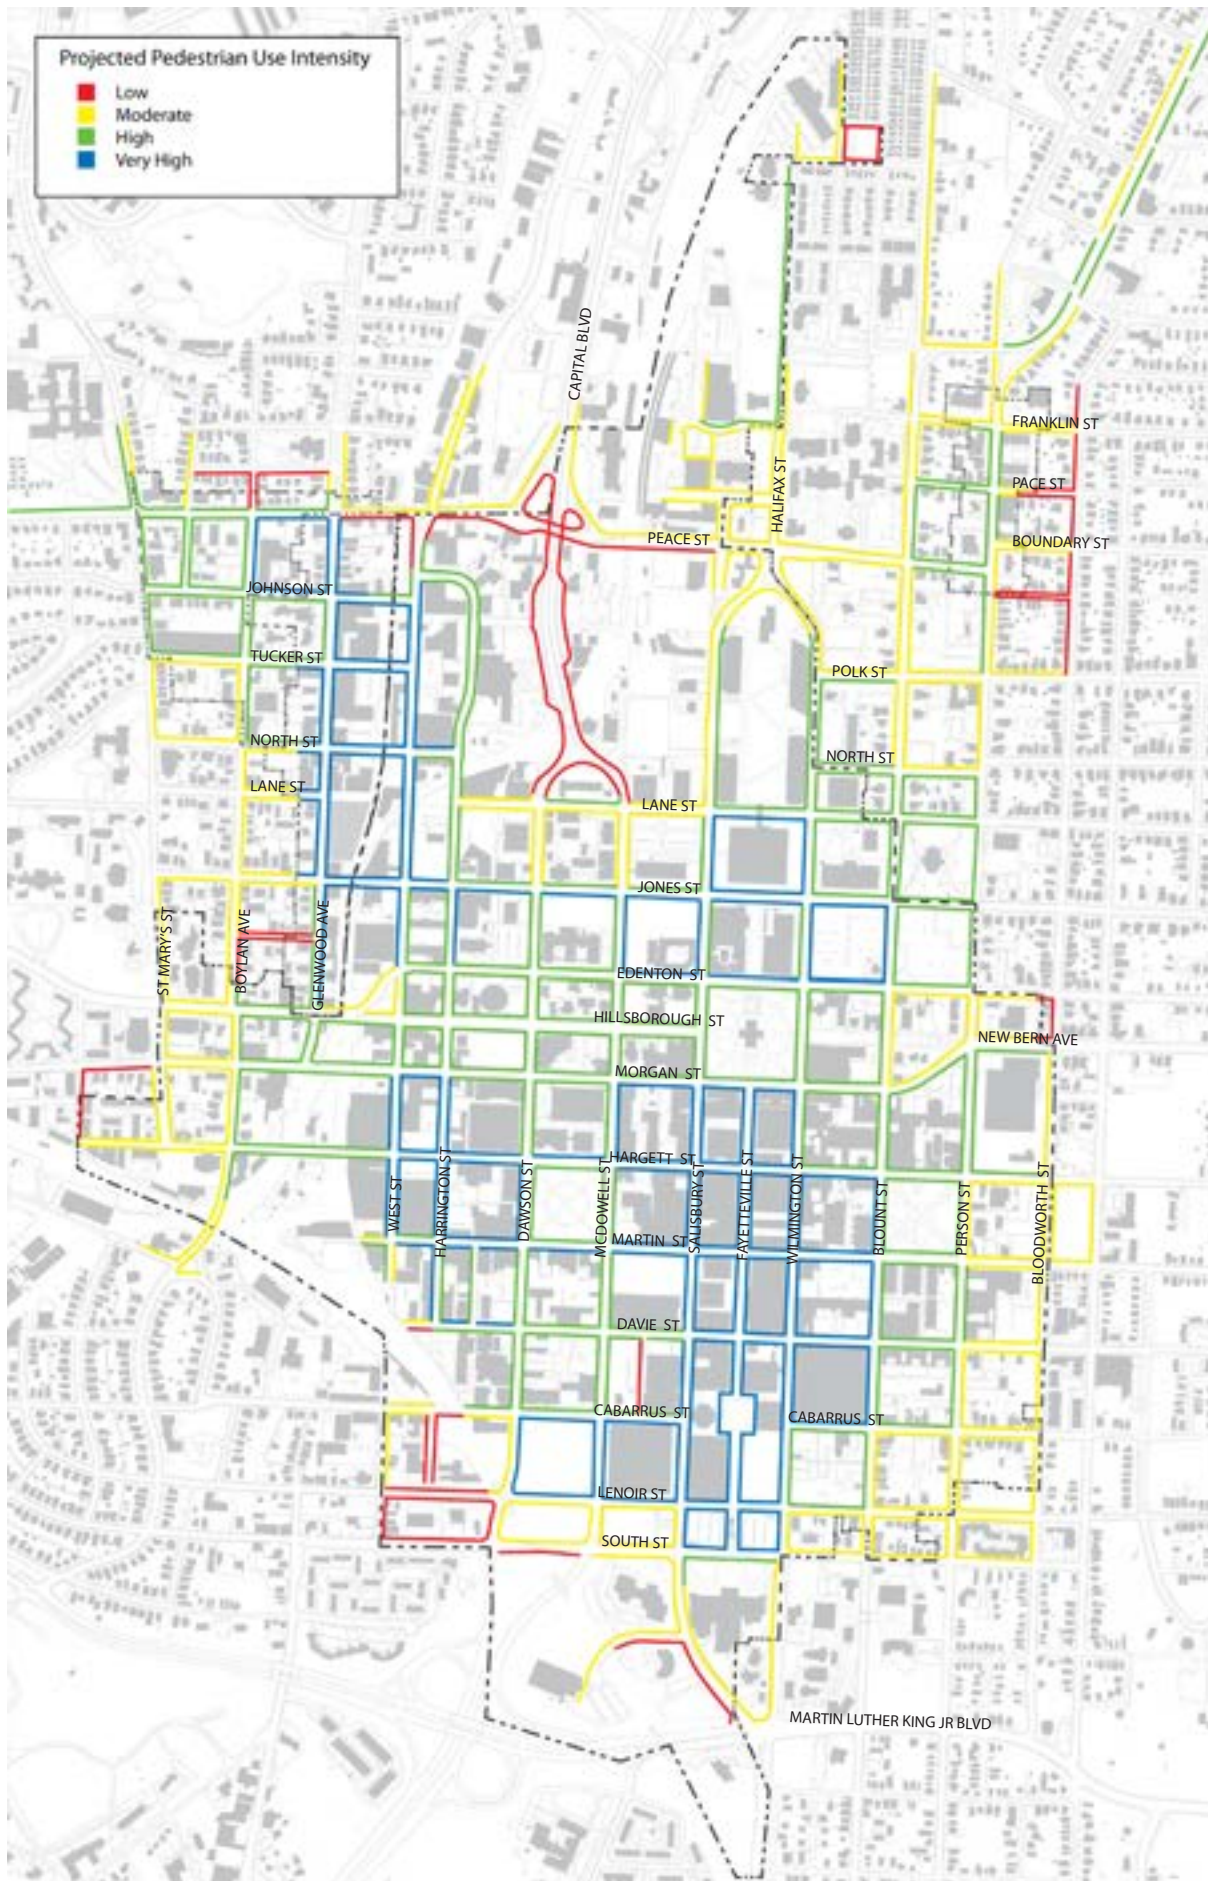 Projected Pedestrian Use Intensity
Low
Moderate
High
Very High
CAPITAL BLVD
FRANKLIN ST
PACE ST
HALIFAX ST
PEACE ST
BOUNDARY ST
JOHNSON ST
TUCKER ST
POLK ST
NORTH ST
NORTH ST
LANE ST
LANE ST
JONES ST
ST MARY'S ST
BOYLAN AVE
GLENWOOD AVE
EDENTON ST
HILLSBOROUGH ST
NEW BERN AVE
MORGAN ST
HARGETT ST
WEST ST
HARRINGTON ST
DAWSON ST
MCDOWELL ST
SALISBURY ST
FAYETTEVILLE ST
WILMINGTON ST
BLOUNT ST
PERSON ST
BLOODWORTH ST
MARTIN ST
DAVIE ST
CABARRUS ST
CABARRUS ST
LENOIR ST
SOUTH ST
MARTIN LUTHER KING JR BLVD